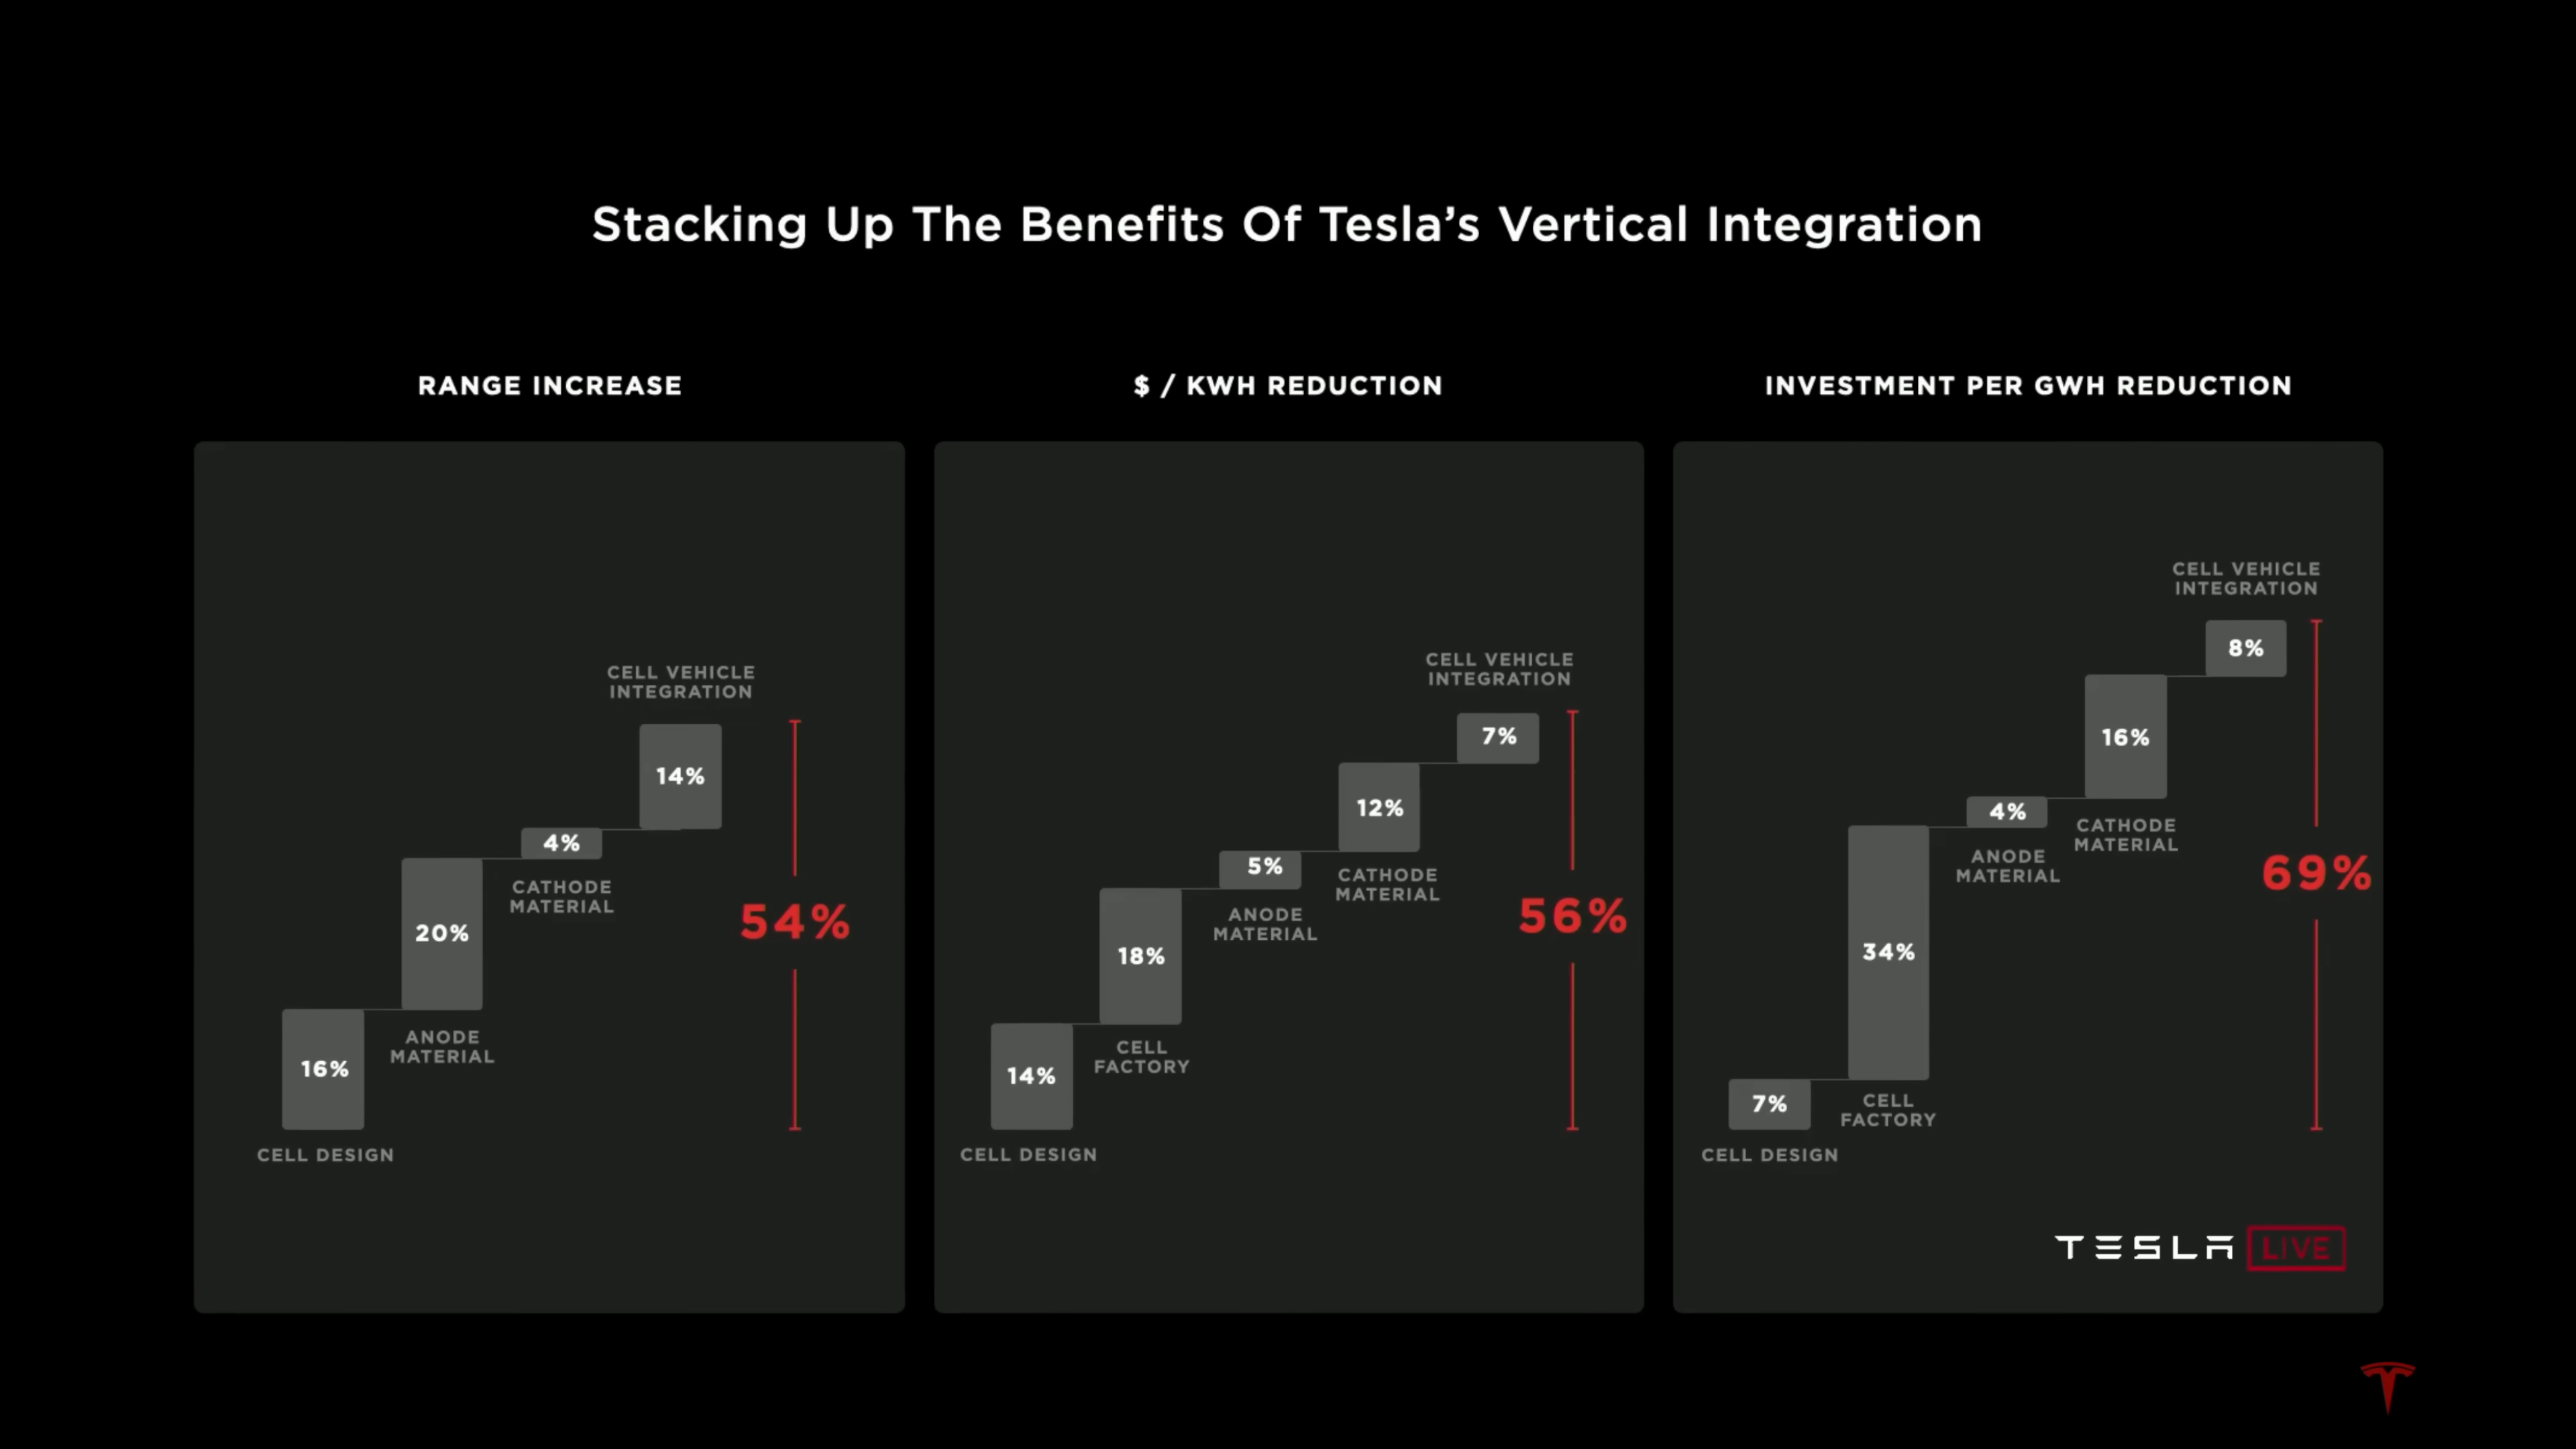 Stacking Up The Benefits Of Tesla’s Vertical Integration
RANGE INCREASE
CELL VEHICLE
INTEGRATION
14%
4%
CATHODE
MATERIAL
20%
ANODE
MATERIAL
16%
CELL DESIGN
54%
$ / KWH REDUCTION
CELL VEHICLE
INTEGRATION
7%
12%
CATHODE
MATERIAL
5%
ANODE
MATERIAL
18%
CELL
FACTORY
14%
CELL DESIGN
56%
INVESTMENT PER GWH REDUCTION
CELL VEHICLE
INTEGRATION
8%
16%
CATHODE
MATERIAL
4%
ANODE
MATERIAL
34%
CELL
FACTORY
7%
CELL DESIGN
69%
TESLA LIVE